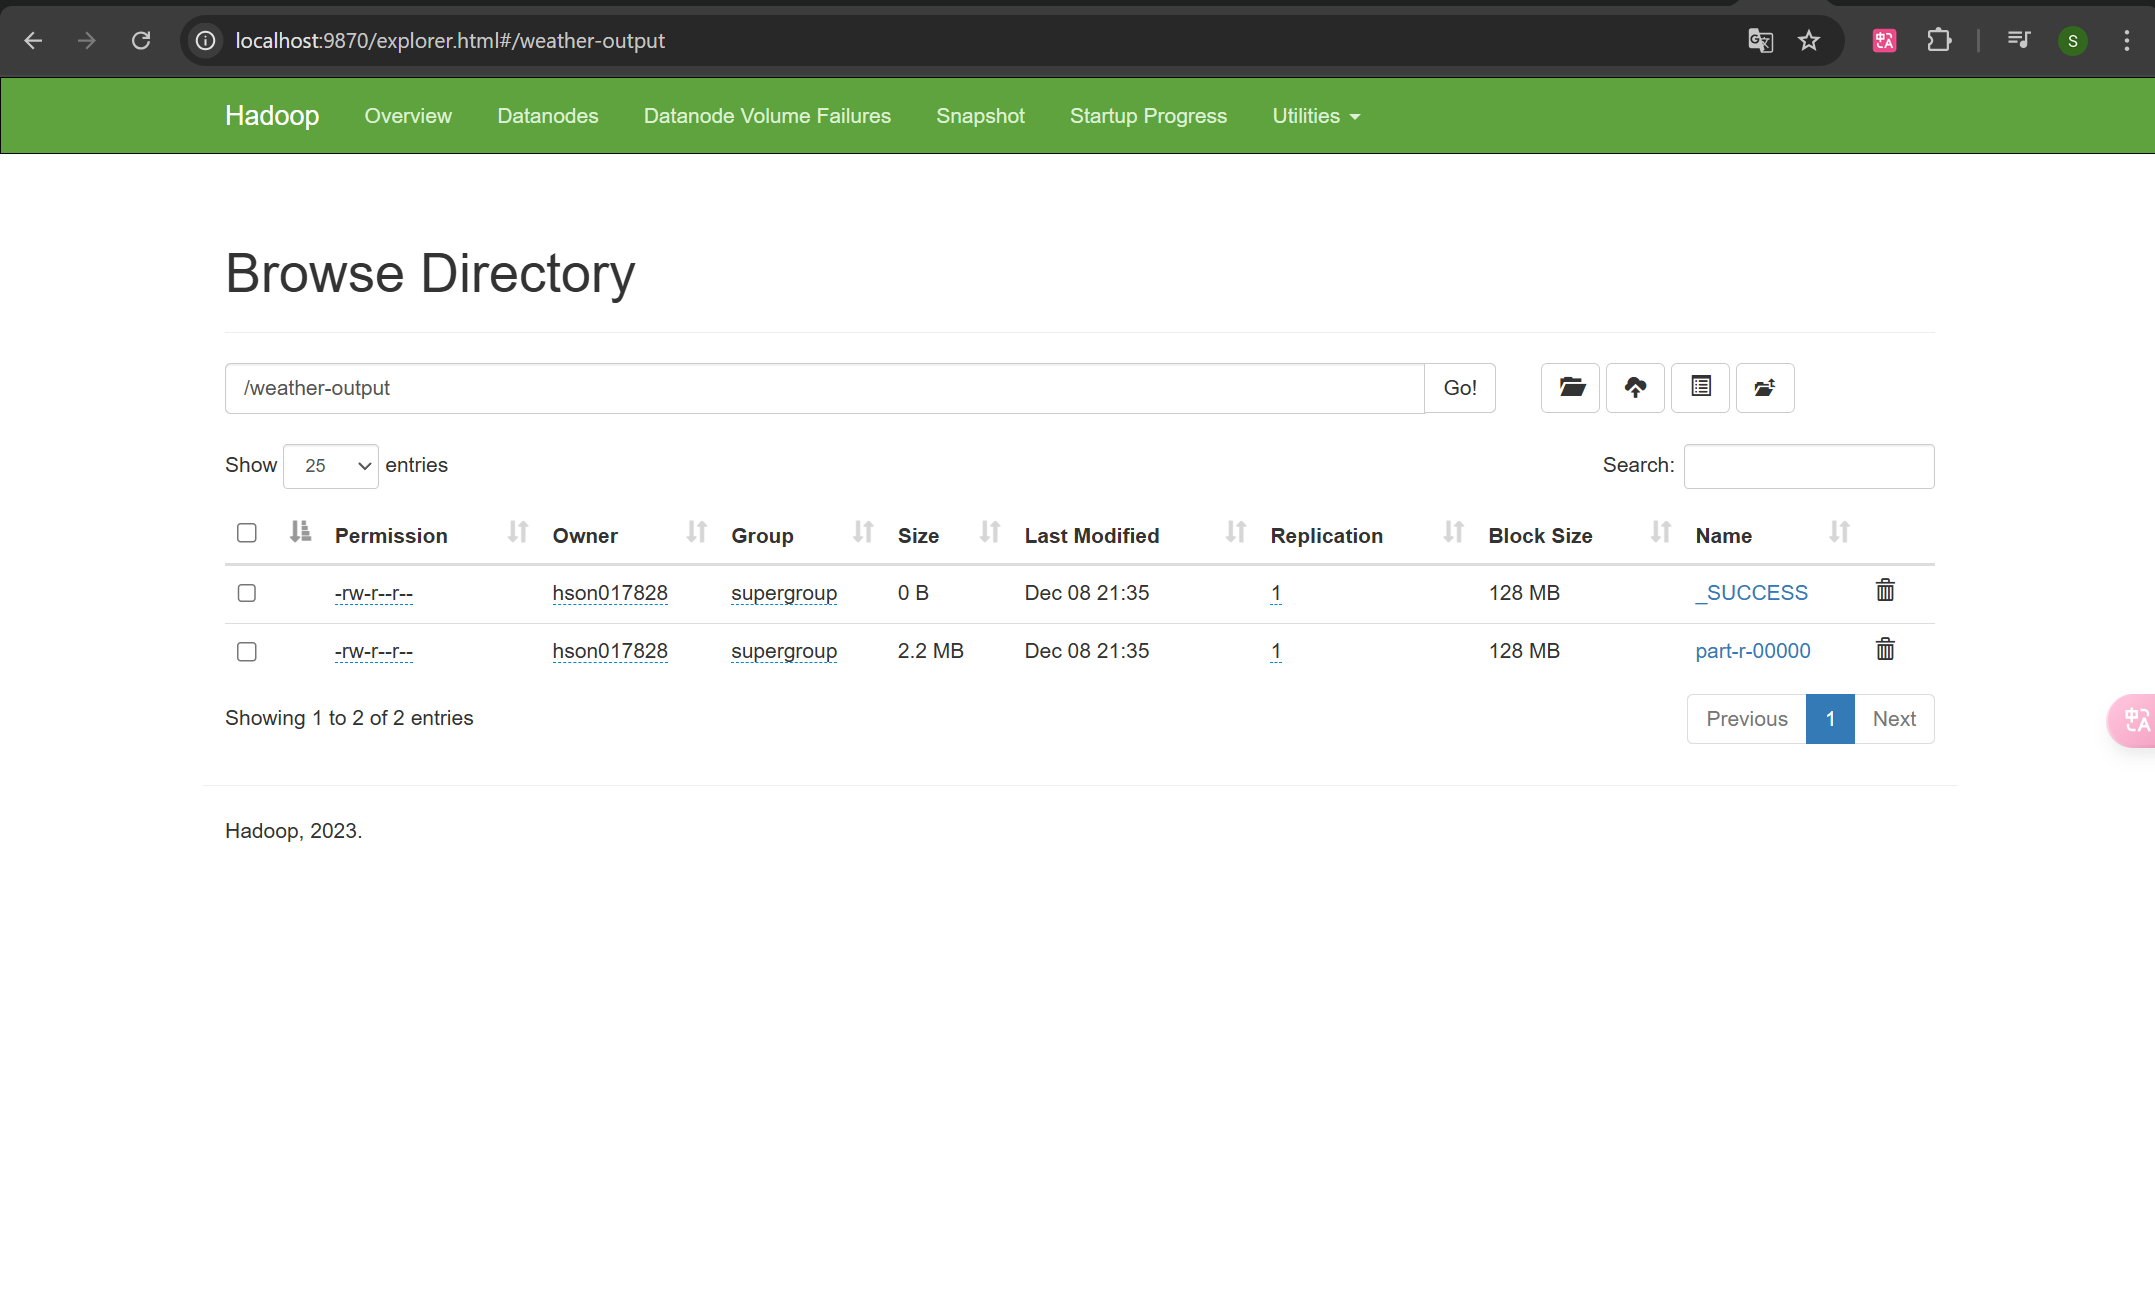 localhost:9870/explorer.html#/weather-output
S
Hadoop Overview Datanodes Datanode Volume Failures Snapshot Startup Progress Utilities
Browse Directory
/weather-output Go!
Show 25 entries Search:
Permission Owner Group Size Last Modified Replication Block Size Name
-rw-r--r-- hson017828 supergroup 0 B Dec 08 21:35 1 128 MB _SUCCESS
-rw-r--r-- hson017828 supergroup 2.2 MB Dec 08 21:35 1 128 MB part-r-00000
Showing 1 to 2 of 2 entries Previous 1 Next
Hadoop, 2023.